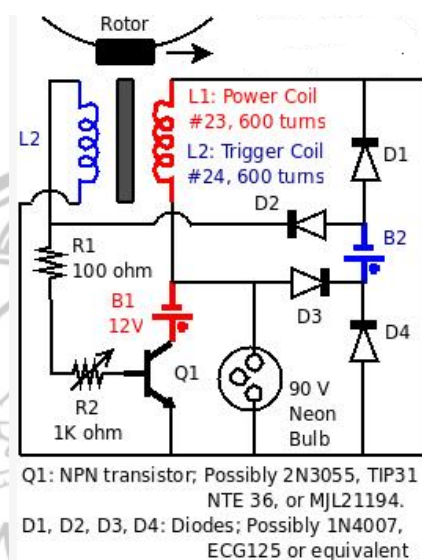 Rotor
L1: Power Coil
#23, 600 turns
L2
L2: Trigger Coil
#24, 600 turns
D1
D2
B2
R1
100 ohm
B1
12V
D3
D4
Q1
R2
1K ohm
90 V
Neon
Bulb
Q1: NPN transistor; Possibly 2N3055, TIP31
NTE 36, or MJL21194.
D1, D2, D3, D4: Diodes; Possibly 1N4007,
ECG125 or equivalent